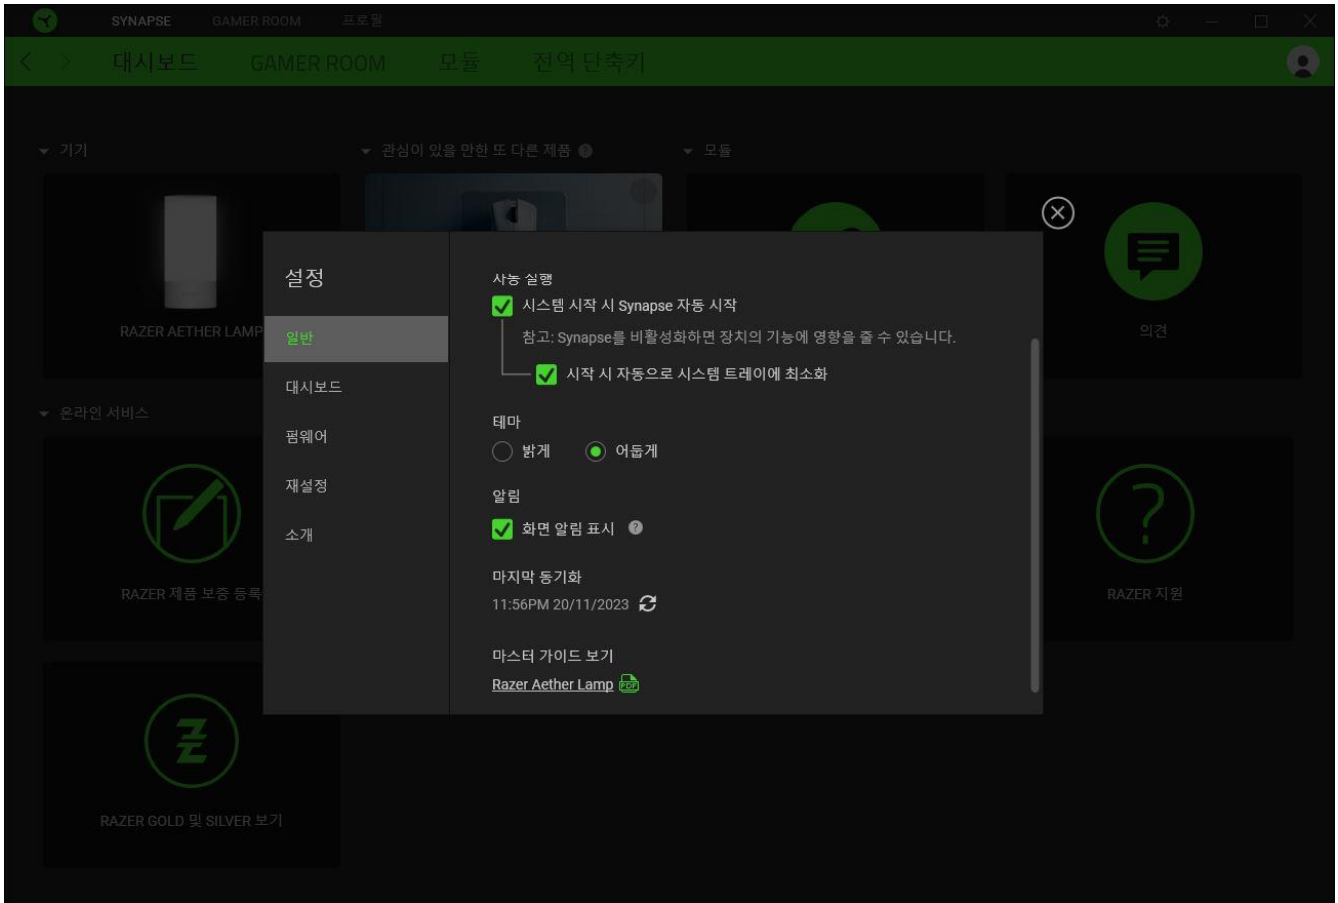 SYNAPSE GAMER ROOM 프로필
대시보드 GAMER ROOM 모듈 전역 단축키
기기
관심이 있을 만한 또 다른 제품
모듈
RAZER AETHER LAMP
의견
온라인 서비스
RAZER 제품 보증 등록
RAZER 지원
RAZER GOLD 및 SILVER 보기
설정
일반
대시보드
펌웨어
재설정
소개
자동 실행
시스템 시작 시 Synapse 자동 시작
참고: Synapse를 비활성화하면 장치의 기능에 영향을 줄 수 있습니다.
시작 시 자동으로 시스템 트레이에 최소화
테마
밝게 어둡게
알림
화면 알림 표시 ?
마지막 동기화
11:56PM 20/11/2023
마스터 가이드 보기
Razer Aether Lamp PDF